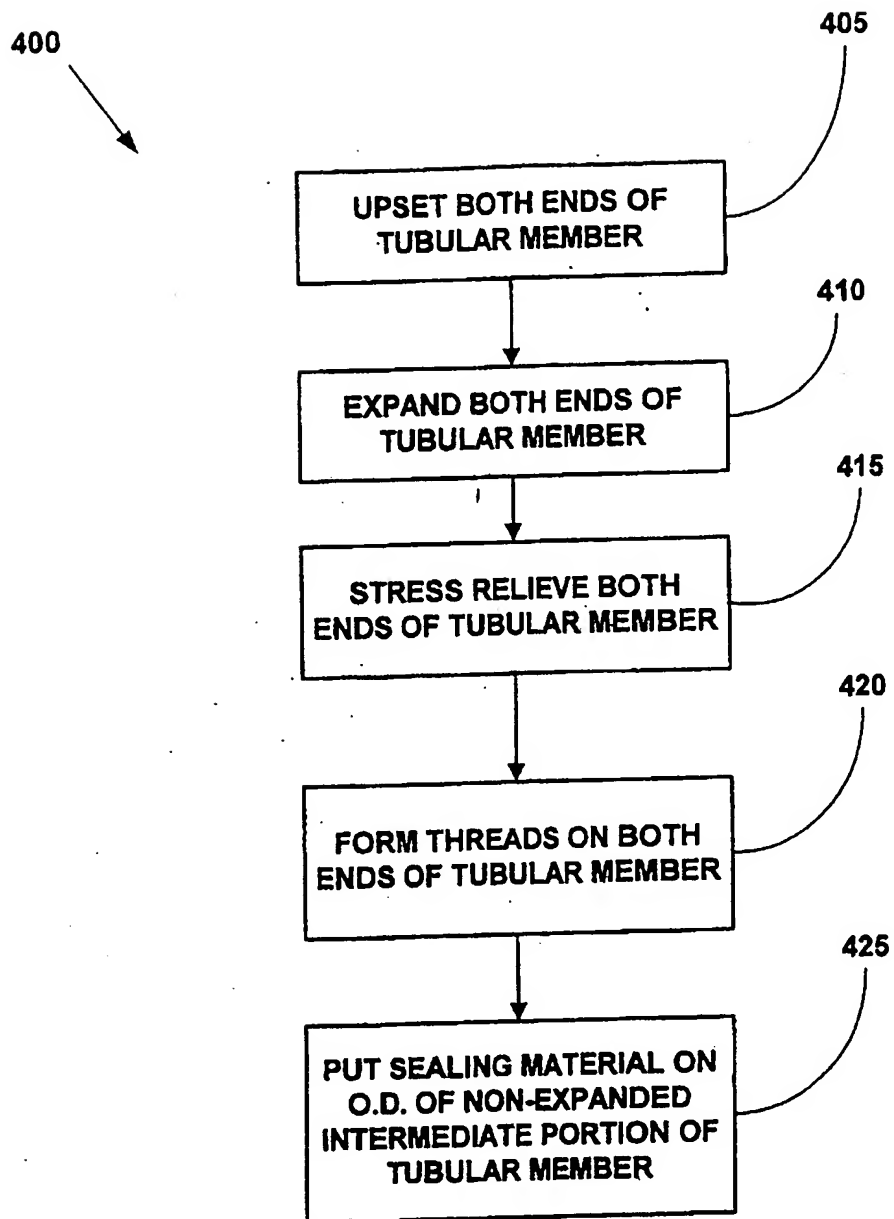 400
405
UPSET BOTH ENDS OF
TUBULAR MEMBER
410
EXPAND BOTH ENDS OF
TUBULAR MEMBER
415
STRESS RELIEVE BOTH
ENDS OF TUBULAR MEMBER
420
FORM THREADS ON BOTH
ENDS OF TUBULAR MEMBER
425
PUT SEALING MATERIAL ON
O.D. OF NON-EXPANDED
INTERMEDIATE PORTION OF
TUBULAR MEMBER